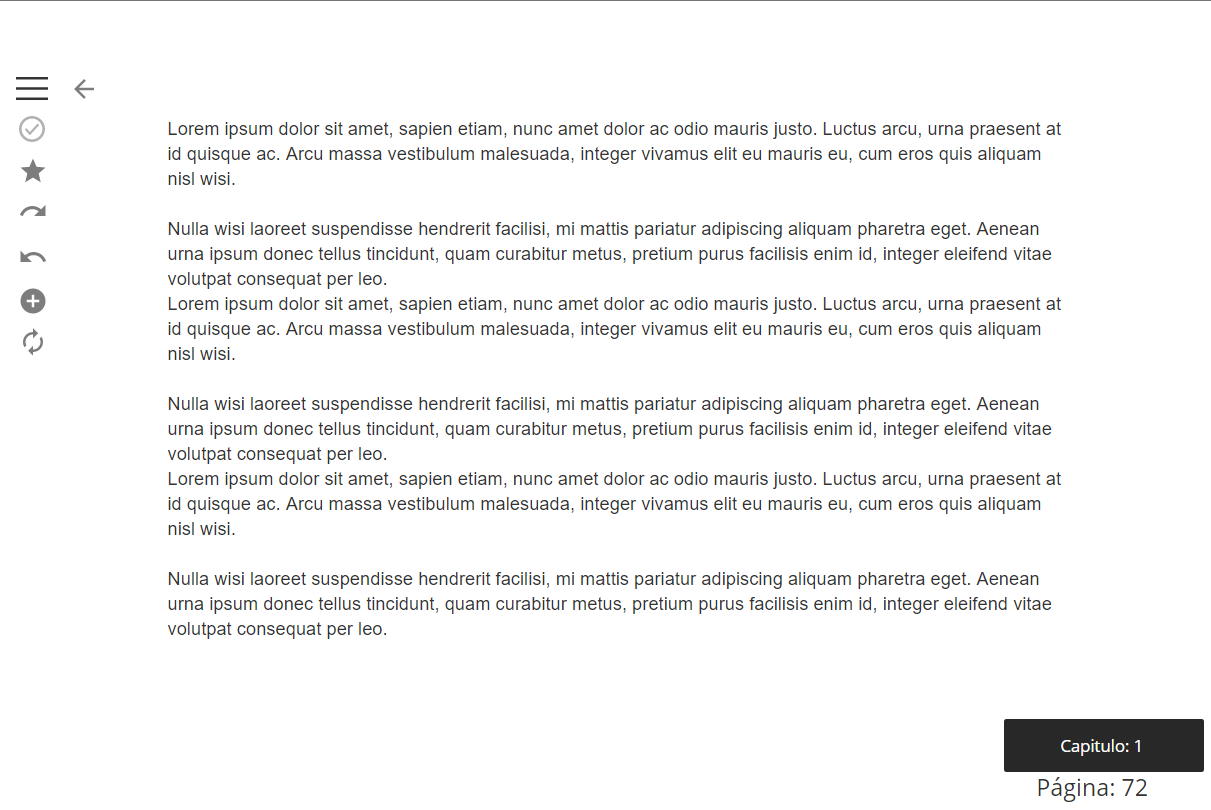 Lorem ipsum dolor sit amet, sapien etiam, nunc amet dolor ac odio mauris justo. Luctus arcu, urna praesent at
id quisque ac. Arcu massa vestibulum malesuada, integer vivamus elit eu mauris eu, cum eros quis aliquam
nisl wisi.
Nulla wisi laoreet suspendisse hendrerit facilisi, mi mattis pariatur adipiscing aliquam pharetra eget. Aenean
urna ipsum donec tellus tincidunt, quam curabitur metus, pretium purus facilisis enim id, integer eleifend vitae
volutpat consequat per leo.
Lorem ipsum dolor sit amet, sapien etiam, nunc amet dolor ac odio mauris justo. Luctus arcu, urna praesent at
id quisque ac. Arcu massa vestibulum malesuada, integer vivamus elit eu mauris eu, cum eros quis aliquam
nisl wisi.
Nulla wisi laoreet suspendisse hendrerit facilisi, mi mattis pariatur adipiscing aliquam pharetra eget. Aenean
urna ipsum donec tellus tincidunt, quam curabitur metus, pretium purus facilisis enim id, integer eleifend vitae
volutpat consequat per leo.
Lorem ipsum dolor sit amet, sapien etiam, nunc amet dolor ac odio mauris justo. Luctus arcu, urna praesent at
id quisque ac. Arcu massa vestibulum malesuada, integer vivamus elit eu mauris eu, cum eros quis aliquam
nisl wisi.
Nulla wisi laoreet suspendisse hendrerit facilisi, mi mattis pariatur adipiscing aliquam pharetra eget. Aenean
urna ipsum donec tellus tincidunt, quam curabitur metus, pretium purus facilisis enim id, integer eleifend vitae
volutpat consequat per leo.
Capitulo: 1
Página: 72